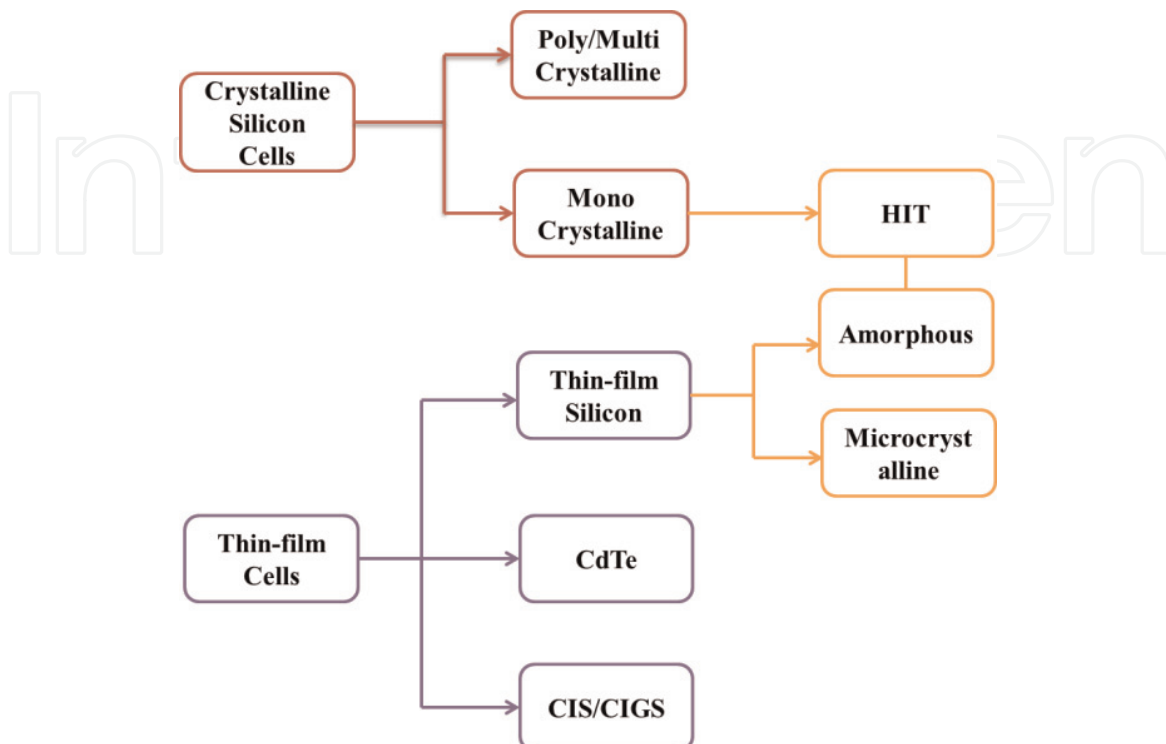 Poly/Multi
Crystalline
Crystalline
Silicon
Cells
Mono
Crystalline
HIT
Amorphous
Thin-film
Silicon
Microcryst
alline
Thin-film
Cells
CdTe
CIS/CIGS